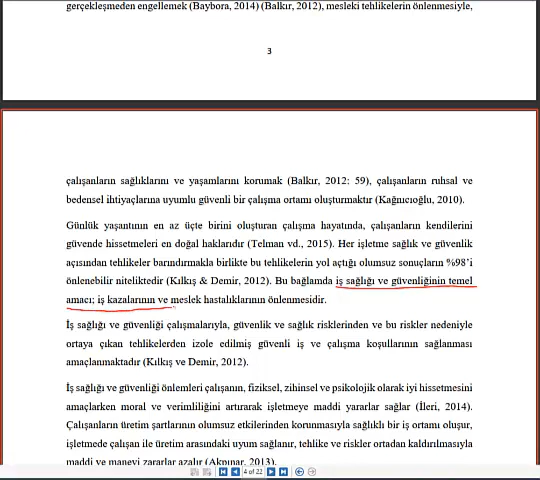 gerçekleşmeden engellemek (Baybora, 2014) (Balkır, 2012), mesleki tehlikelerin önlenmesiyle,
3
çalışanların sağlıklarını ve yaşamlarını korumak (Balkır, 2012: 59), çalışanların ruhsal ve
bedensel ihtiyaçlarına uyumlu güvenli bir çalışma ortamı oluşturmaktır (Kağnıcıoğlu, 2010).
Günlük yaşantının en az üçte birini oluşturan çalışma hayatında, çalışanların kendilerini
güvende hissetmeleri en doğal haklarıdır (Telman vd., 2015). Her işletme sağlık ve güvenlik
açısından tehlikeler barındırmakla birlikte bu tehlikelerin yol açtığı olumsuz sonuçların %98’i
önlenebilir niteliktedir (Kılkış & Demir, 2012). Bu bağlamda iş sağlığı ve güvenliğinin temel
amacı; iş kazalarının ve meslek hastalıklarının önlenmesidir.
İş sağlığı ve güvenliği çalışmalarıyla, güvenlik ve sağlık risklerinden ve bu riskler nedeniyle
ortaya çıkan tehlikelerden izole edilmiş güvenli iş ve çalışma koşullarının sağlanması
amaçlanmaktadır (Kılkış ve Demir, 2012).
İş sağlığı ve güvenliği önlemleri çalışanın, fiziksel, zihinsel ve psikolojik olarak iyi hissetmesini
amaçlarken moral ve verimliliğini artırarak işletmeye maddi yararlar sağlar (İleri, 2014).
Çalışanların üretim şartlarının olumsuz etkilerinden korunmasıyla sağlıklı bir iş ortamı oluşur,
işletmede çalışan ile üretim arasındaki uyum sağlanır, tehlike ve riskler ortadan kaldırılmasıyla
maddi ve manevi zararlar azalır (Akpınar, 2013).
4 of 22